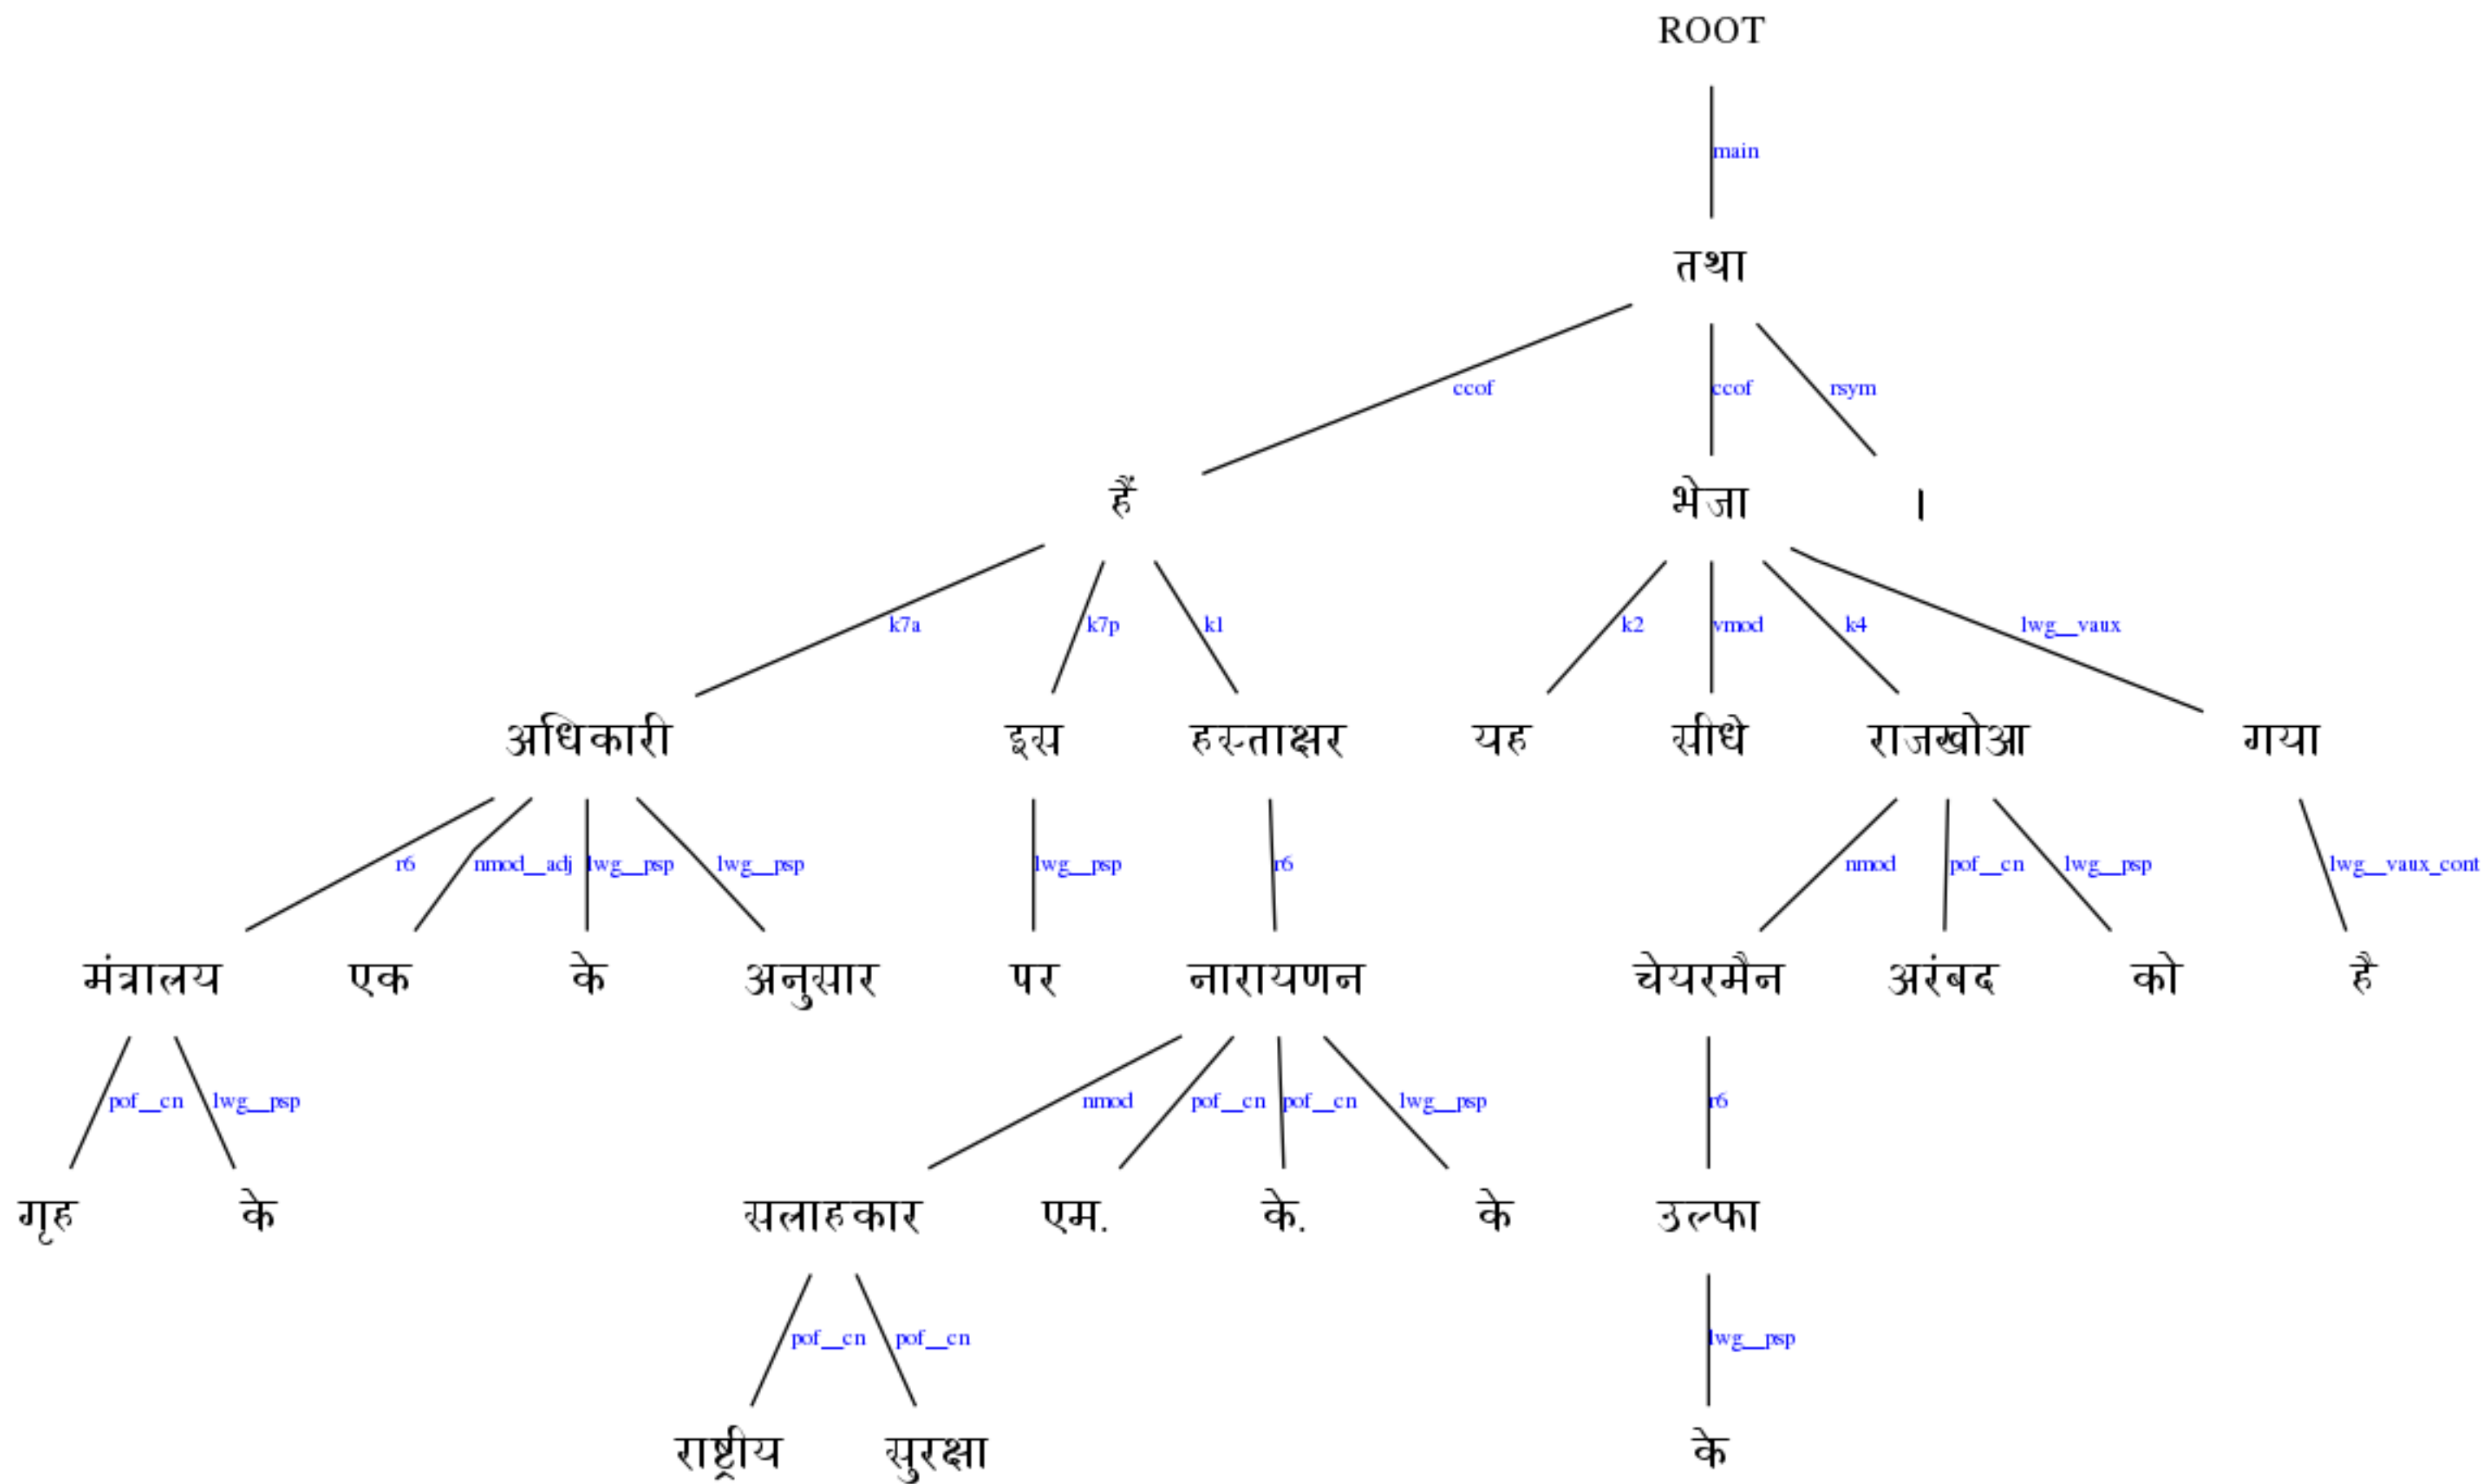 ROOT
main
तथा
ccof ccof rsym
हैं भेजा ।
k7a k7p k1 k2 vmod k4 lwg__vaux
अधिकारी इस हस्ताक्षर यह सीधे राजखोआ गया
r6 nmod__adj lwg__psp lwg__psp lwg__psp r6 nmod pof__cn lwg__psp lwg__vaux_cont
मंत्रालय एक के अनुसार पर नारायणन चेयरमैन अरंबद को है
pof__cn lwg__psp nmod pof__cn pof__cn lwg__psp r6
गृह के सलाहकार एम. के. के उल्फा
pof__cn pof__cn lwg__psp
राष्ट्रीय सुरक्षा के